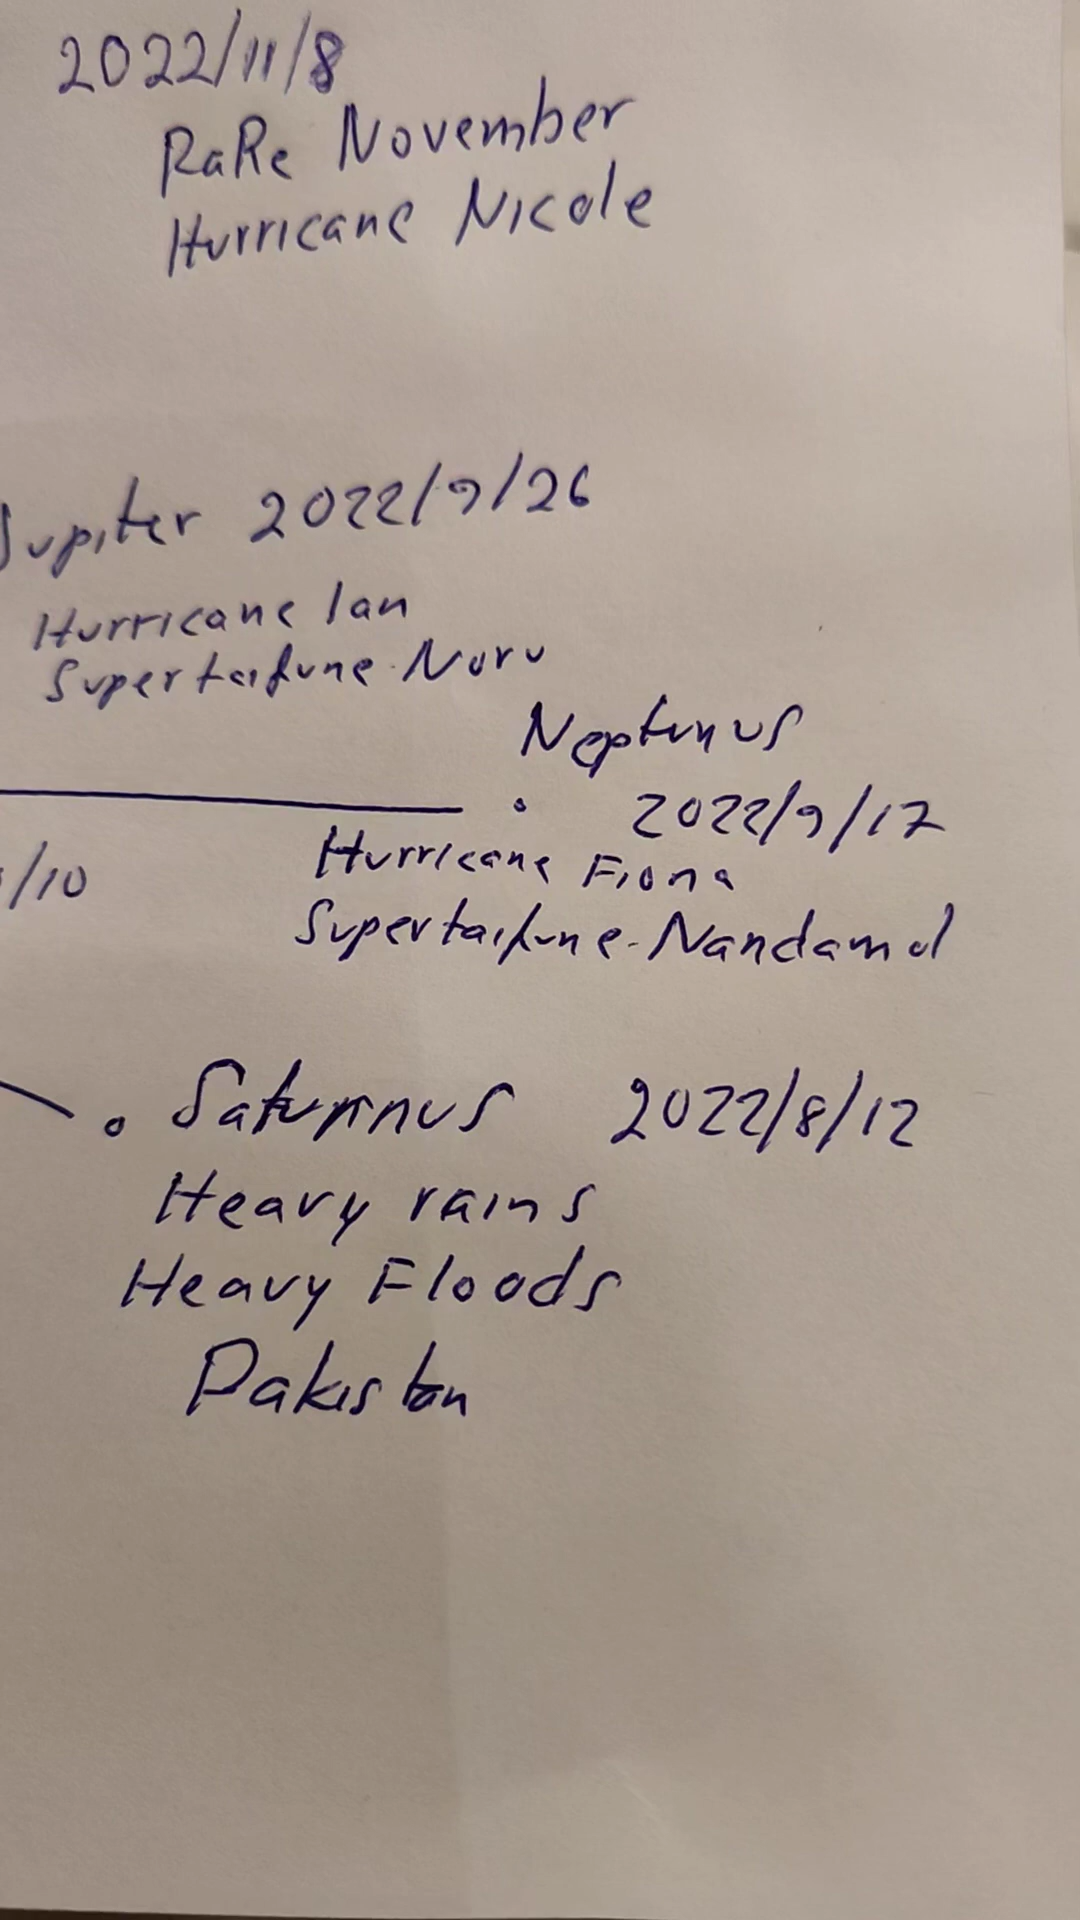 2022/11/8
RaRe November
Hurricane Nicole
Jupiter 2022/9/26
Hurricane Ian
Supertaifune-Noru
Neptunus
2022/9/17
/10
Hurricane Fiona
Supertaifune-Nandamol
Saturnnus 2022/8/12
Heavy rains
Heavy Floods
Pakistan